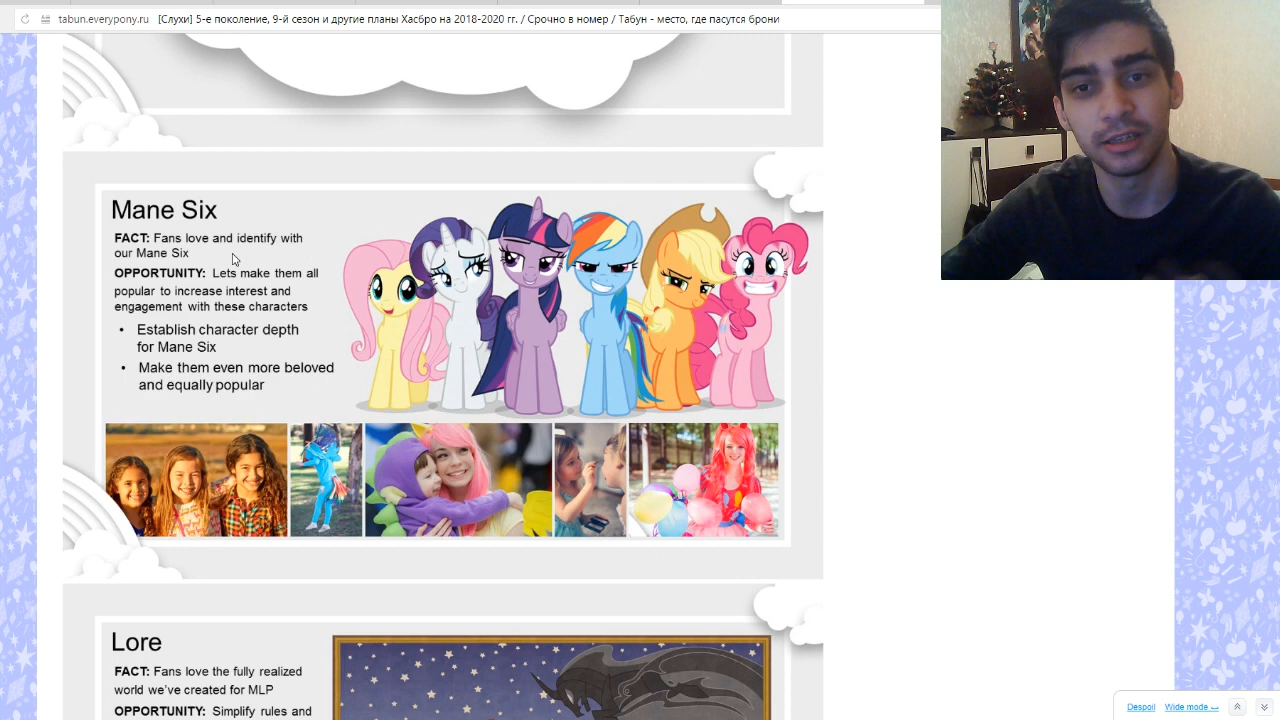 tabun.everypony.ru [Слухи] 5-е поколение, 9-й сезон и другие планы Хасбро на 2018-2020 гг. / Срочно в номер / Табун - место, где пасутся брони
Mane Six
FACT: Fans love and identify with
our Mane Six
OPPORTUNITY: Lets make them all
popular to increase interest and
engagement with these characters
• Establish character depth
for Mane Six
• Make them even more beloved
and equally popular
Lore
FACT: Fans love the fully realized
world we've created for MLP
OPPORTUNITY: Simplify rules and
Despoil Wide mode